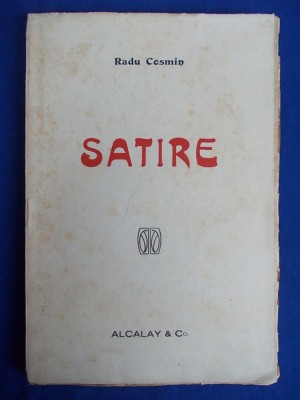 Radu Cosmin
SATIRE
ALCALAY & Co.